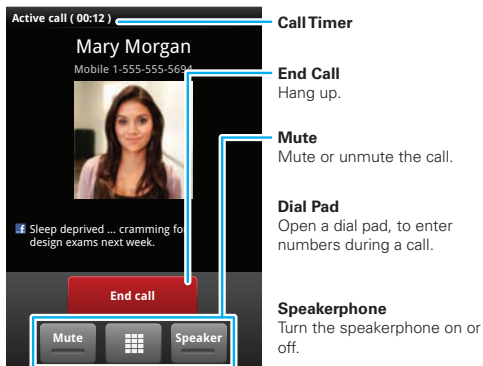 Active call ( 00:12 )
Mary Morgan
Mobile 1-555-555-5694
Sleep deprived ... cramming for
design exams next week.
End call
Mute
Speaker
Call Timer
End Call
Hang up.
Mute
Mute or unmute the call.
Dial Pad
Open a dial pad, to enter
numbers during a call.
Speakerphone
Turn the speakerphone on or
off.